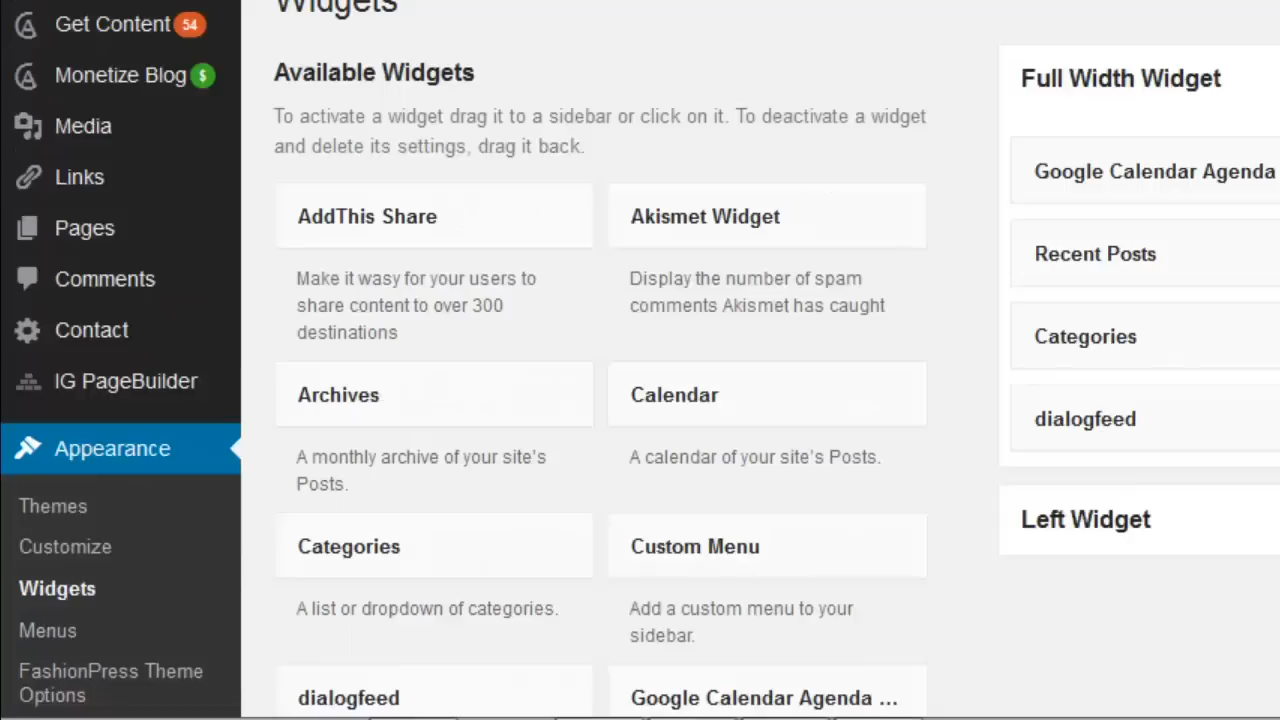 Get Content 54
Monetize Blog $
Media
Links
Pages
Comments
Contact
IG PageBuilder
Appearance
Themes
Customize
Widgets
Menus
FashionPress Theme
Options
Widgets
Available Widgets
To activate a widget drag it to a sidebar or click on it. To deactivate a widget
and delete its settings, drag it back.
AddThis Share
Make it wasy for your users to
share content to over 300
destinations
Akismet Widget
Display the number of spam
comments Akismet has caught
Archives
A monthly archive of your site's
Posts.
Calendar
A calendar of your site's Posts.
Categories
A list or dropdown of categories.
Custom Menu
Add a custom menu to your
sidebar.
dialogfeed
Google Calendar Agenda ...
Full Width Widget
Google Calendar Agenda
Recent Posts
Categories
dialogfeed
Left Widget